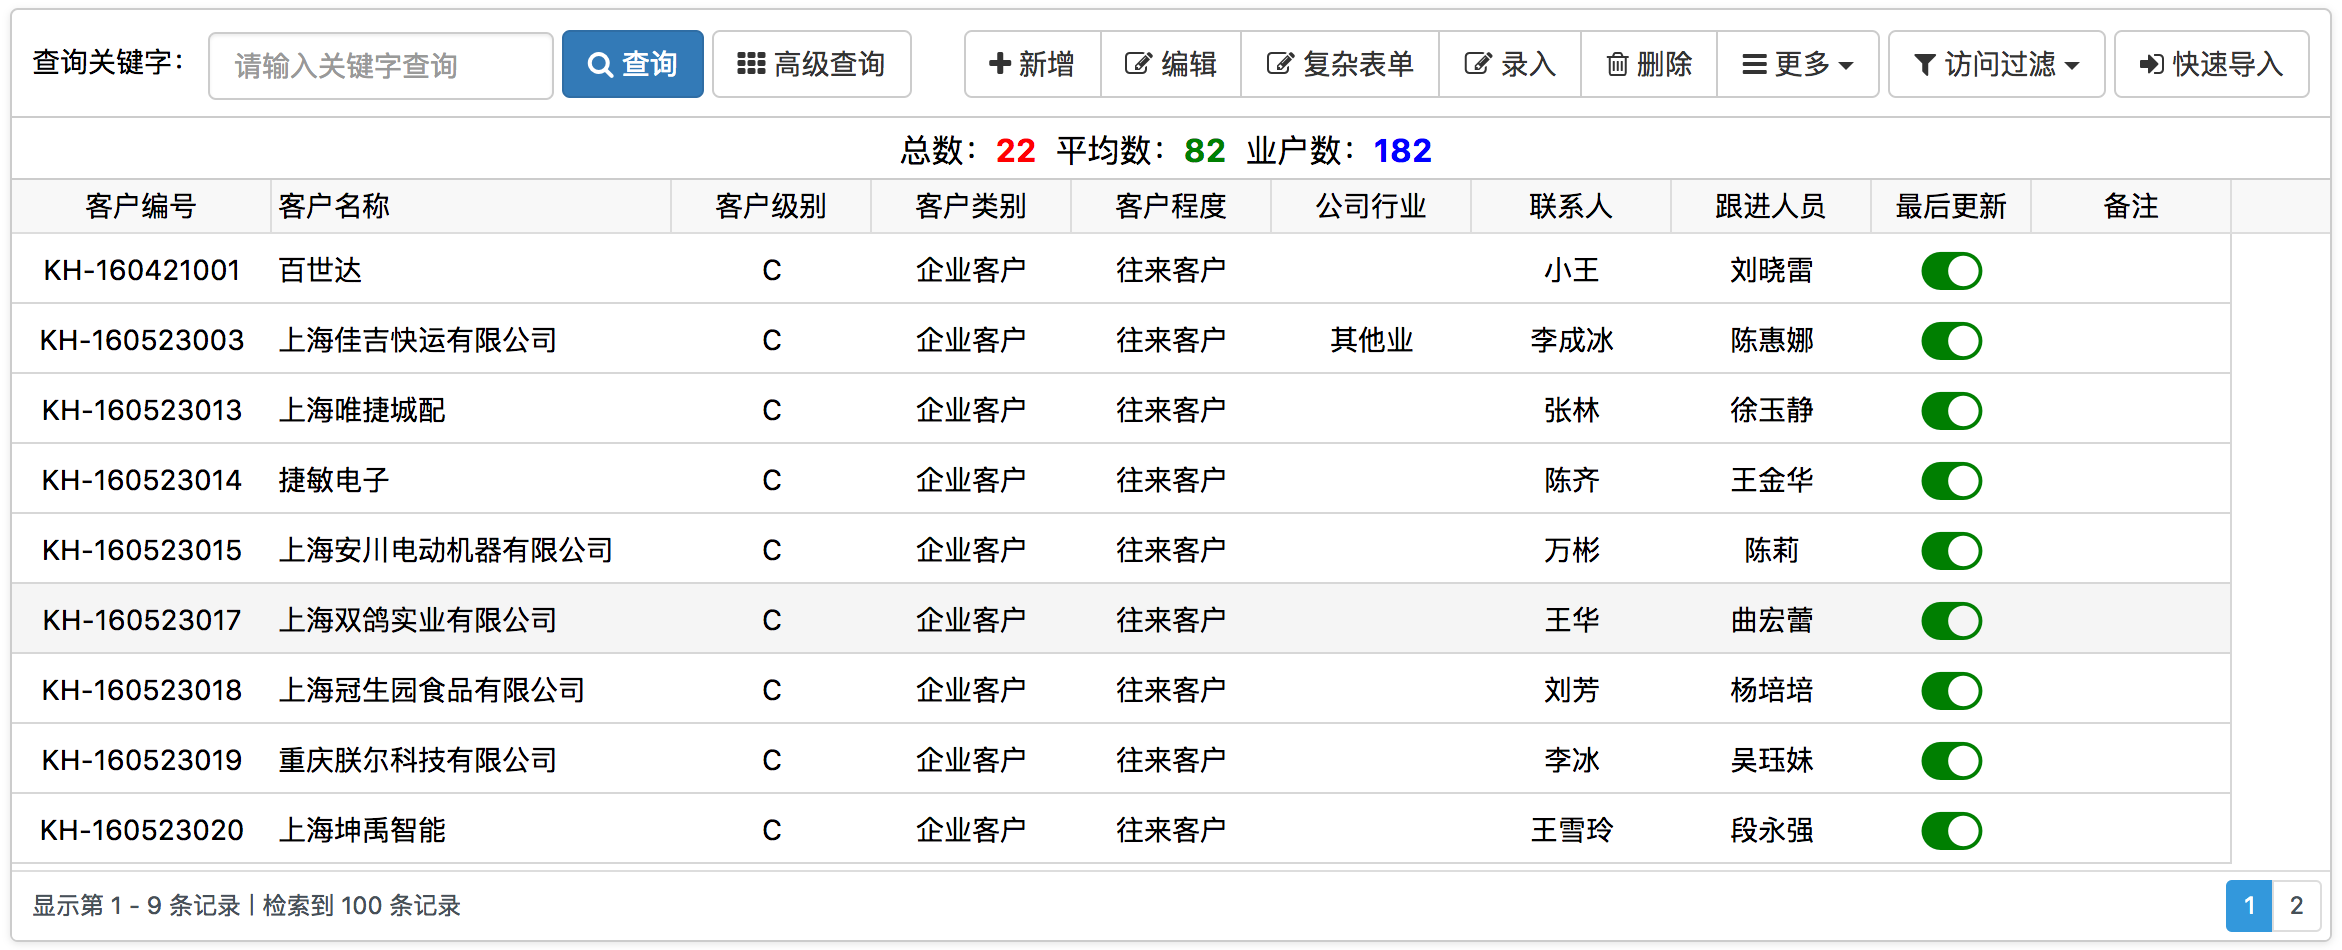 查询关键字: 请输入关键字查询 查询 高级查询 新增 编辑 复杂表单 录入 删除 更多 访问过滤 快速导入
总数: 22 平均数: 82 业户数: 182
客户编号 客户名称 客户级别 客户类别 客户程度 公司行业 联系人 跟进人员 最后更新 备注
KH-160421001 百世达 C 企业客户 往来客户 小王 刘晓雷
KH-160523003 上海佳吉快运有限公司 C 企业客户 往来客户 其他业 李成冰 陈惠娜
KH-160523013 上海唯捷城配 C 企业客户 往来客户 张林 徐玉静
KH-160523014 捷敏电子 C 企业客户 往来客户 陈齐 王金华
KH-160523015 上海安川电动机器有限公司 C 企业客户 往来客户 万彬 陈莉
KH-160523017 上海双鸽实业有限公司 C 企业客户 往来客户 王华 曲宏蕾
KH-160523018 上海冠生园食品有限公司 C 企业客户 往来客户 刘芳 杨培培
KH-160523019 重庆朕尔科技有限公司 C 企业客户 往来客户 李冰 吴珏妹
KH-160523020 上海坤禹智能 C 企业客户 往来客户 王雪玲 段永强
显示第 1 - 9 条记录 | 检索到 100 条记录 1 2